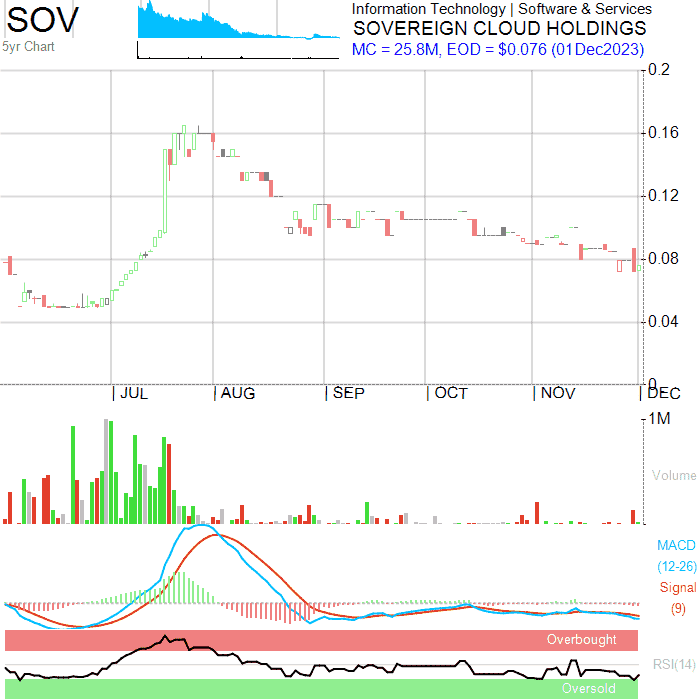 SOV
5yr Chart
Information Technology | Software & Services
SOVEREIGN CLOUD HOLDINGS
MC = 25.8M, EOD = $0.076 (01Dec2023)
0.2
0.16
0.12
0.08
0.04
0
JUL AUG SEP OCT NOV DEC
1M
Volume
MACD
(12-26)
Signal
(9)
Overbought
RSI(14)
Oversold